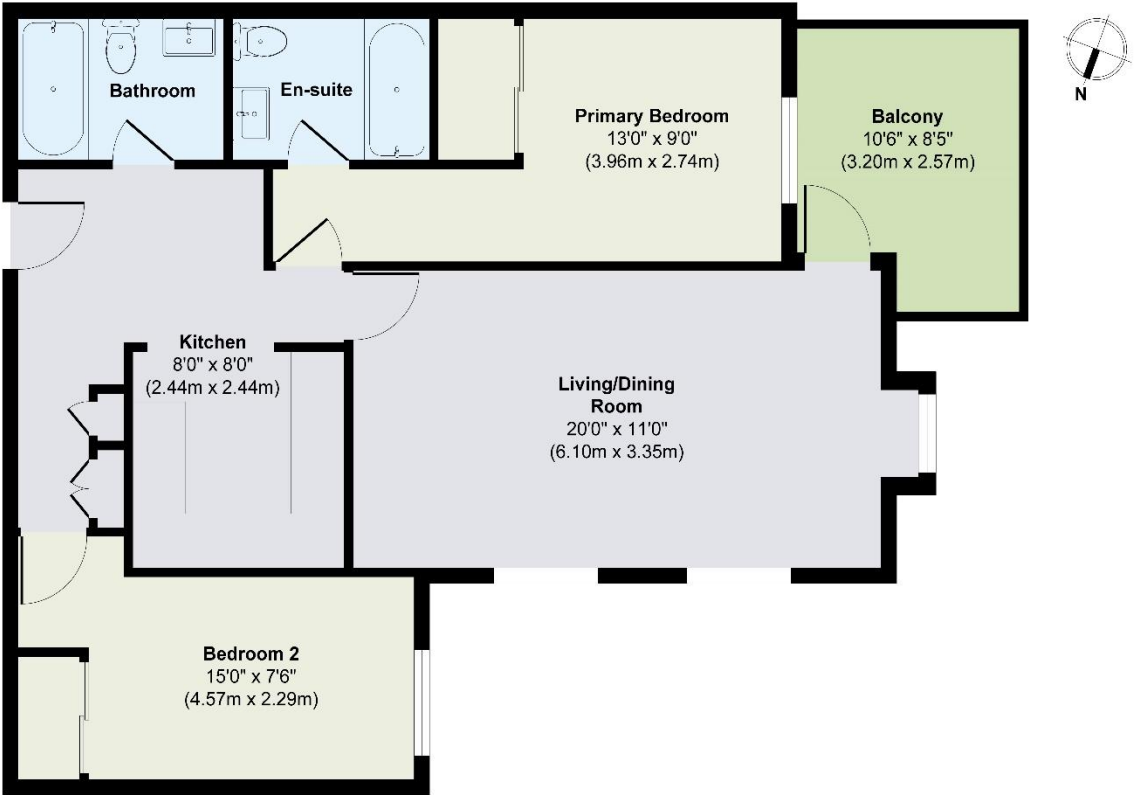 Bathroom
En-suite
Primary Bedroom
13'0" x 9'0"
(3.96m x 2.74m)
Balcony
10'6" x 8'5"
(3.20m x 2.57m)
N
Kitchen
8'0" x 8'0"
(2.44m x 2.44m)
Living/Dining
Room
20'0" x 11'0"
(6.10m x 3.35m)
Bedroom 2
15'0" x 7'6"
(4.57m x 2.29m)